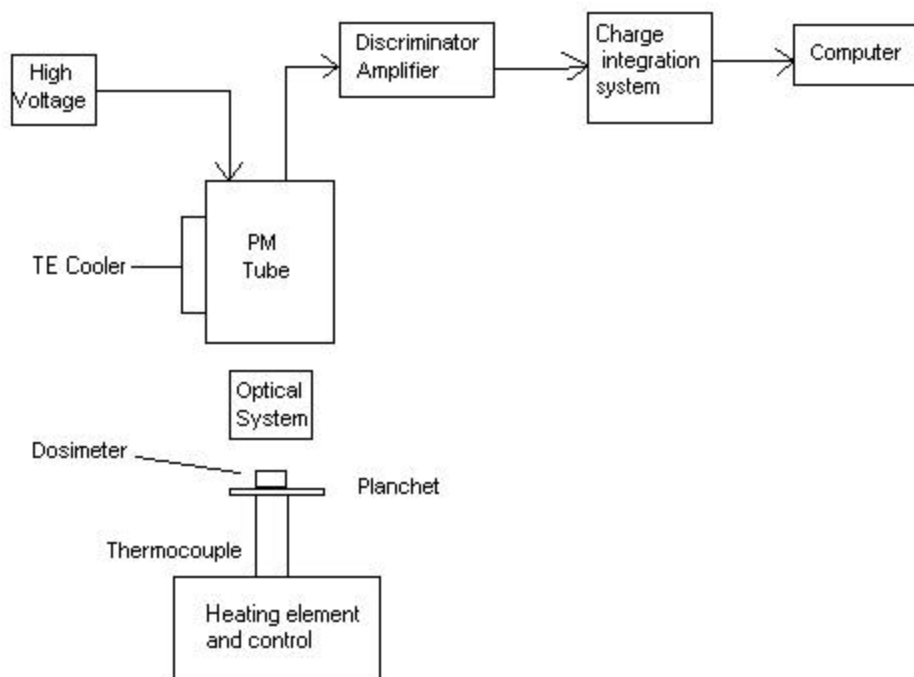 High
Voltage
Discriminator
Amplifier
Charge
integration
system
Computer
PM
Tube
TE Cooler
Optical
System
Dosimeter
Planchet
Thermocouple
Heating element
and control